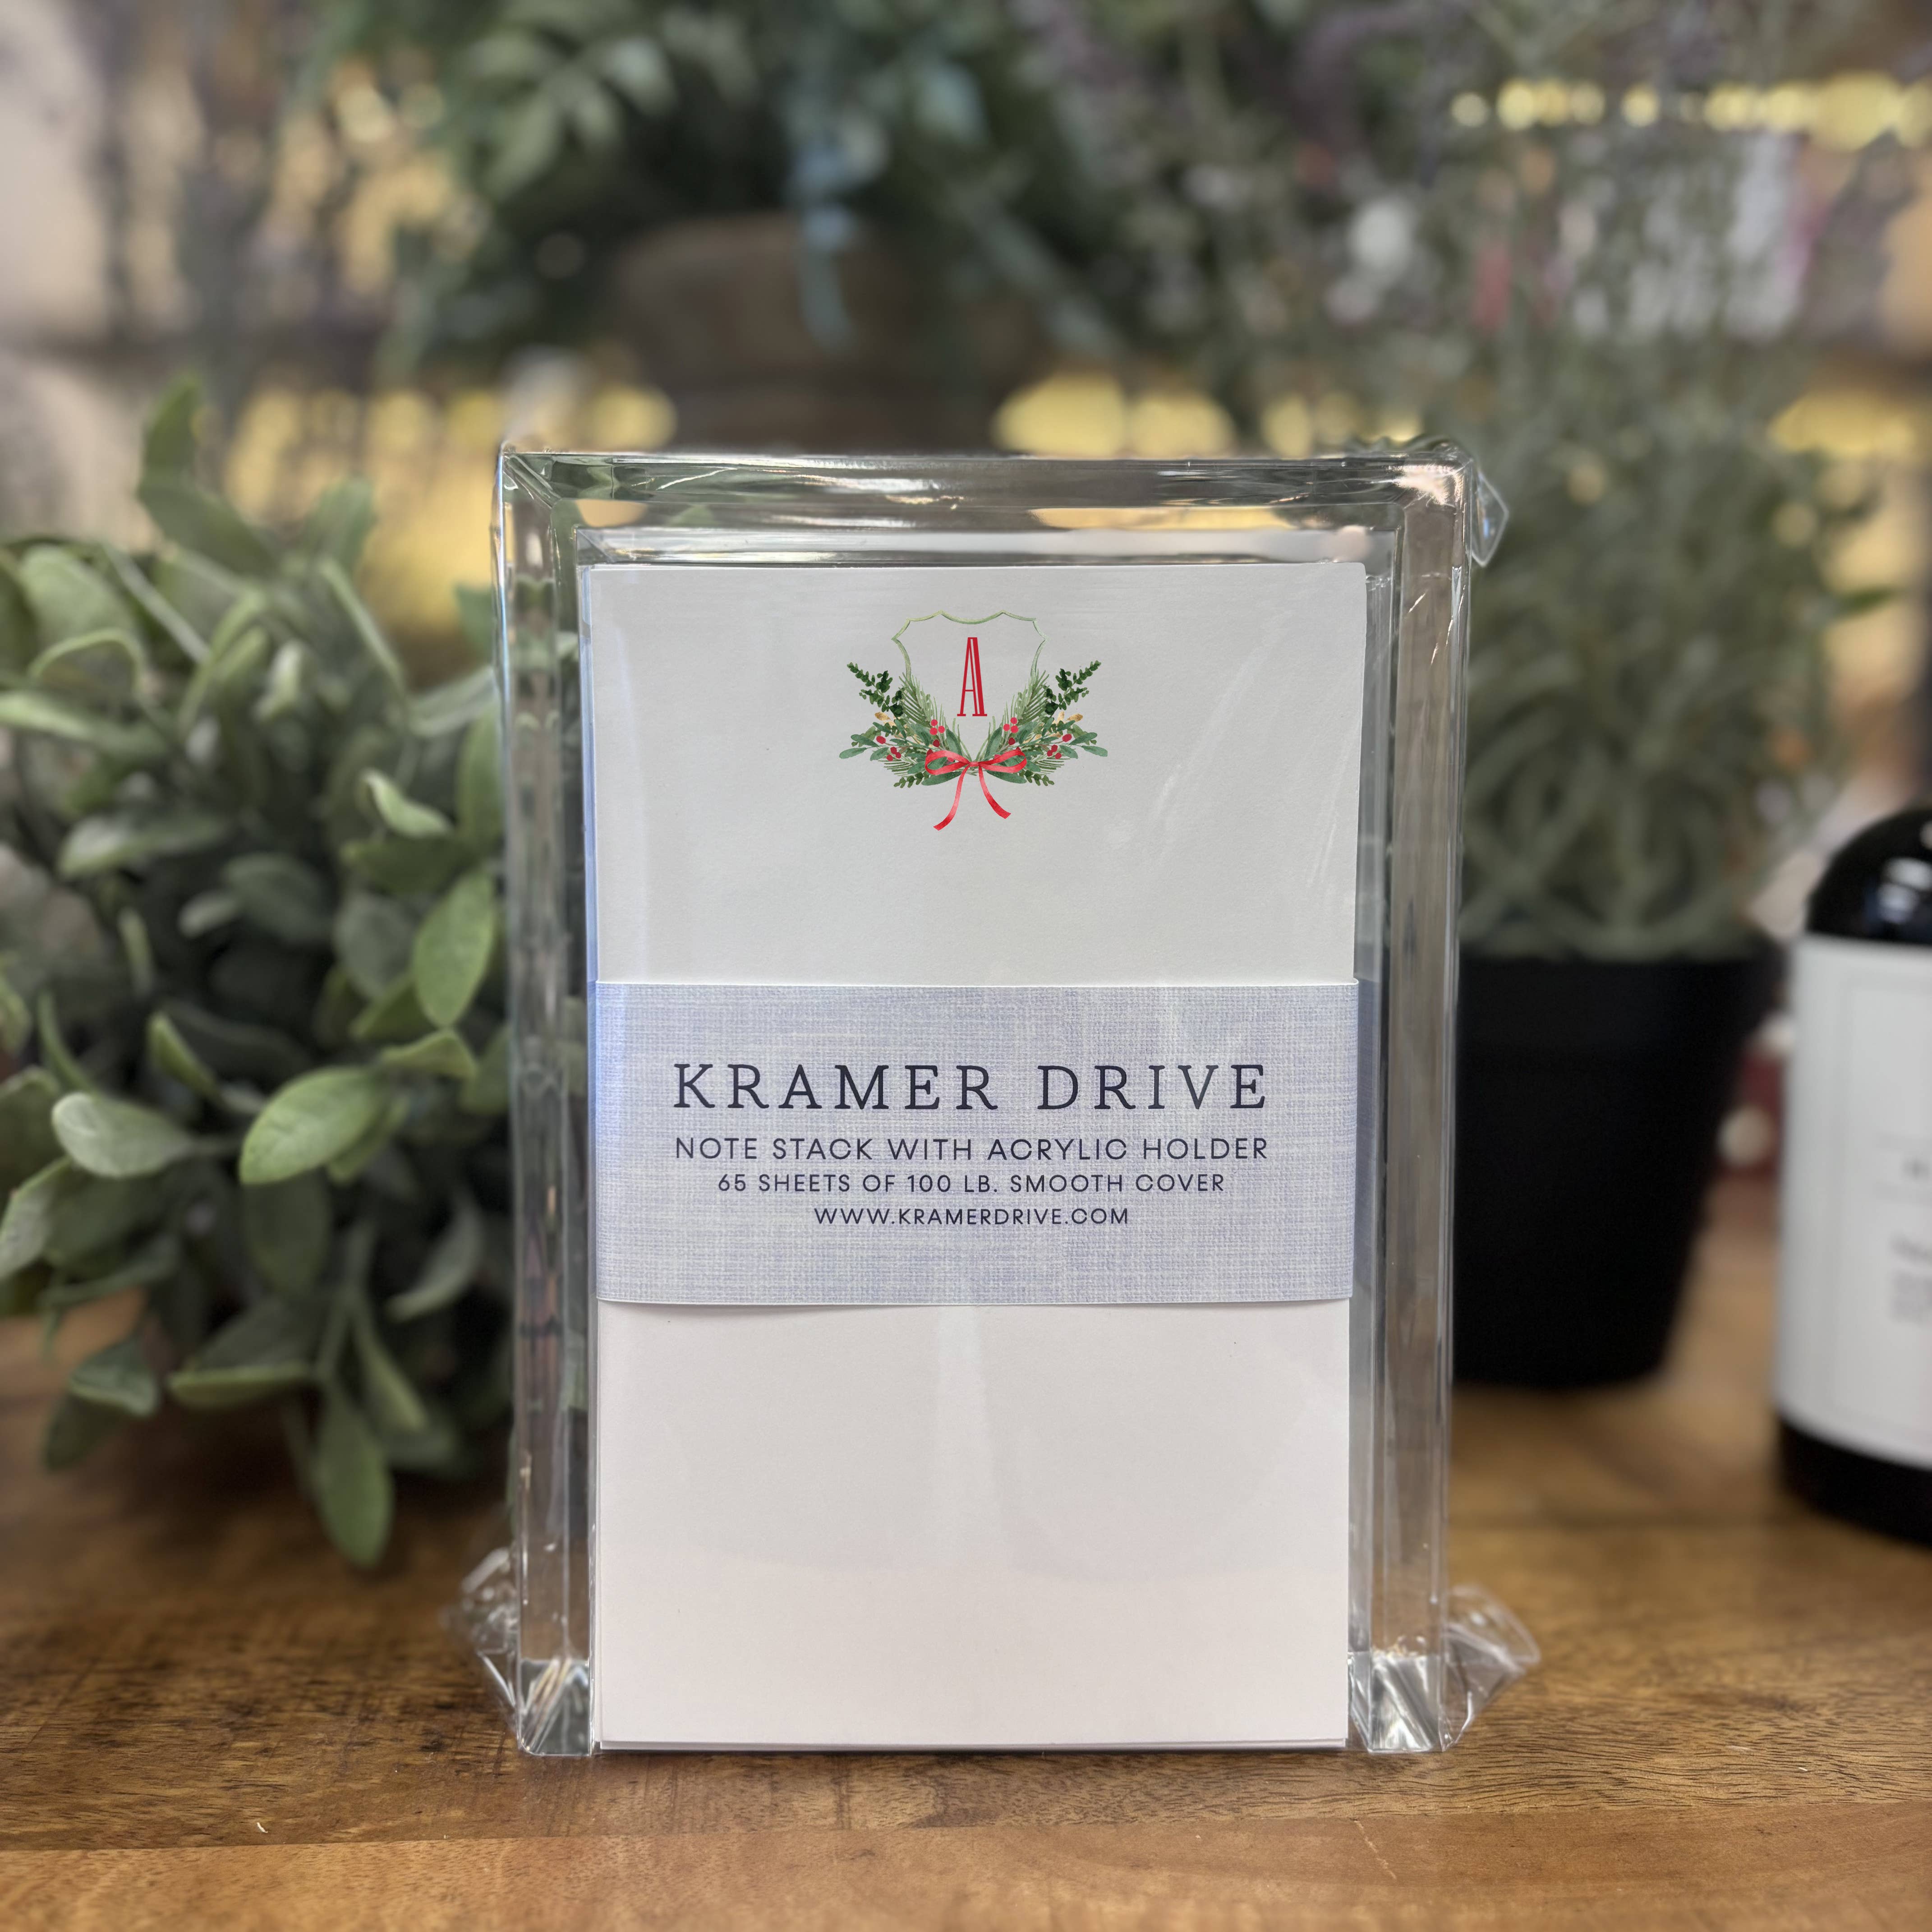 A
KRAMER DRIVE
NOTE STACK WITH ACRYLIC HOLDER
65 SHEETS OF 100 LB. SMOOTH COVER
WWW.KRAMERDRIVE.COM